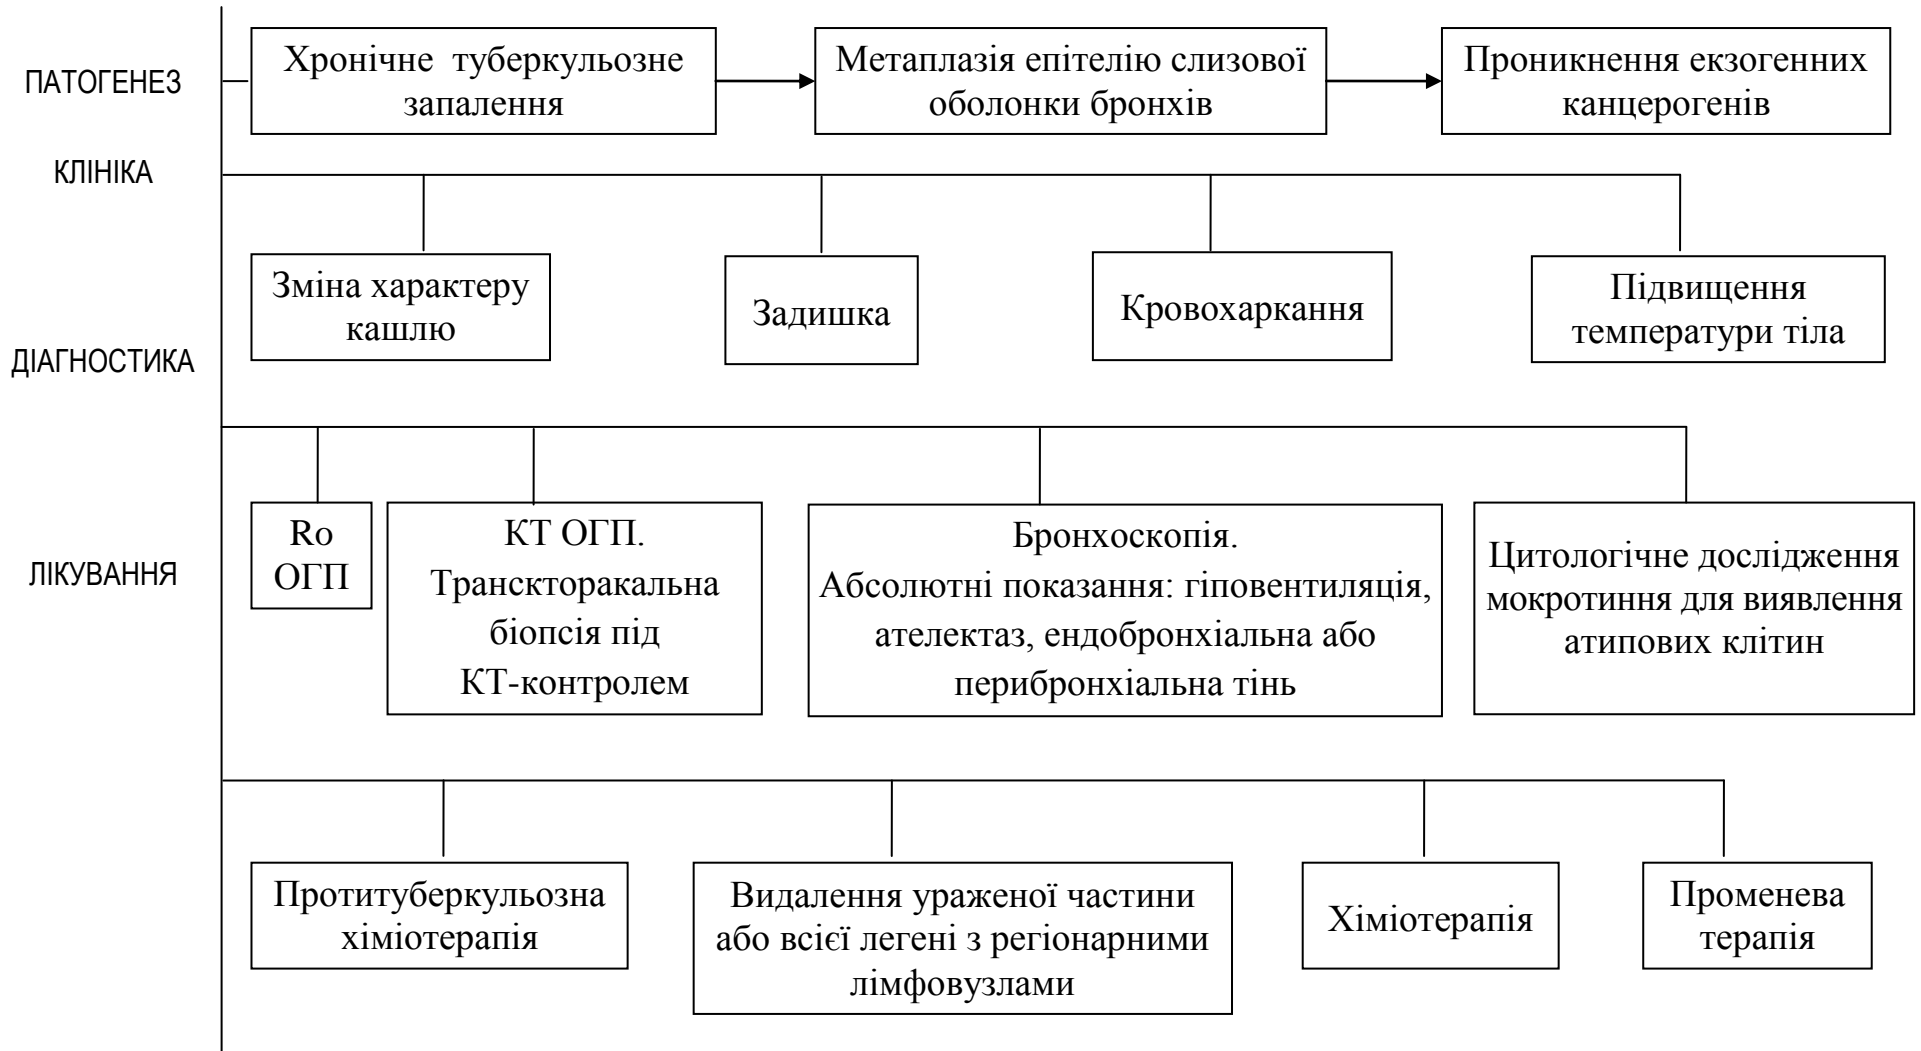 ПАТОГЕНЕЗ
Хронічне туберкульозне
запалення
Метаплазія епітелію слизової
оболонки бронхів
Проникнення екзогенних
канцерогенів
КЛІНІКА
Зміна характеру
кашлю
Задишка
Кровохаркання
Підвищення
температури тіла
ДІАГНОСТИКА
Ro
ОГП
КТ ОГП.
Транскторакальна
біопсія під
КТ-контролем
Бронхоскопія.
Абсолютні показання: гіповентиляція,
ателектаз, ендобронхіальна або
перибронхіальна тінь
Цитологічне дослідження
мокротиння для виявлення
атипових клітин
ЛІКУВАННЯ
Протитуберкульозна
хіміотерапія
Видалення ураженої частини
або всієї легені з регіонарними
лімфовузлами
Хіміотерапія
Променева
терапія